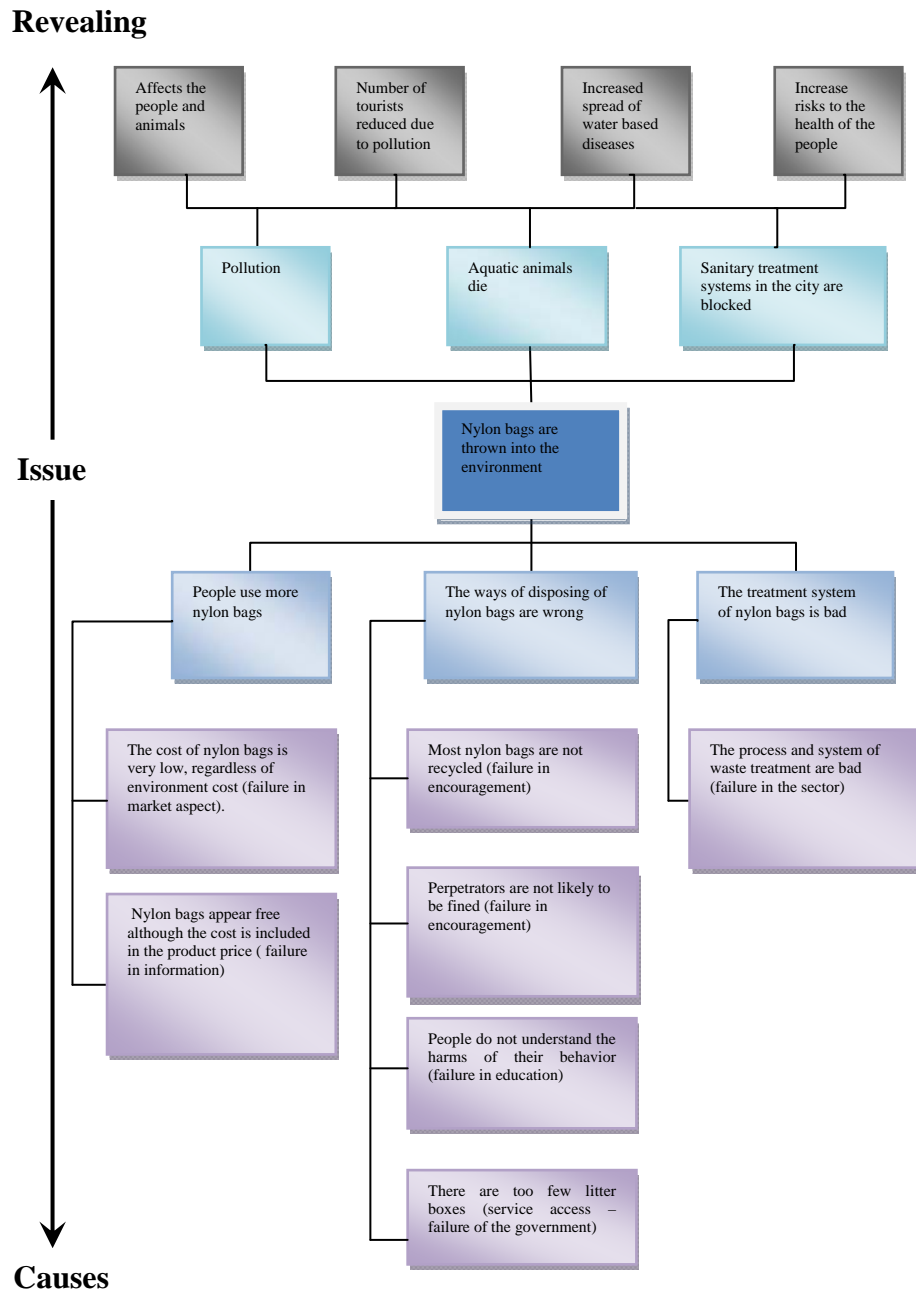 Revealing
Affects the
people and
animals
Number of
tourists
reduced due
to pollution
Increased
spread of
water based
diseases
Increase
risks to the
health of the
people
Pollution
Aquatic animals
die
Sanitary treatment
systems in the city are
blocked
Nylon bags are
thrown into the
environment
Issue
People use more
nylon bags
The ways of disposing of
nylon bags are wrong
The treatment system
of nylon bags is bad
The cost of nylon bags is
very low, regardless of
environment cost (failure in
market aspect).
Most nylon bags are not
recycled (failure in
encouragement)
The process and system of
waste treatment are bad
(failure in the sector)
Nylon bags appear free
although the cost is included
in the product price ( failure
in information)
Perpetrators are not likely to
be fined (failure in
encouragement)
People do not understand the
harms of their behavior
(failure in education)
There are too few litter
boxes (service access –
failure of the government)
Causes